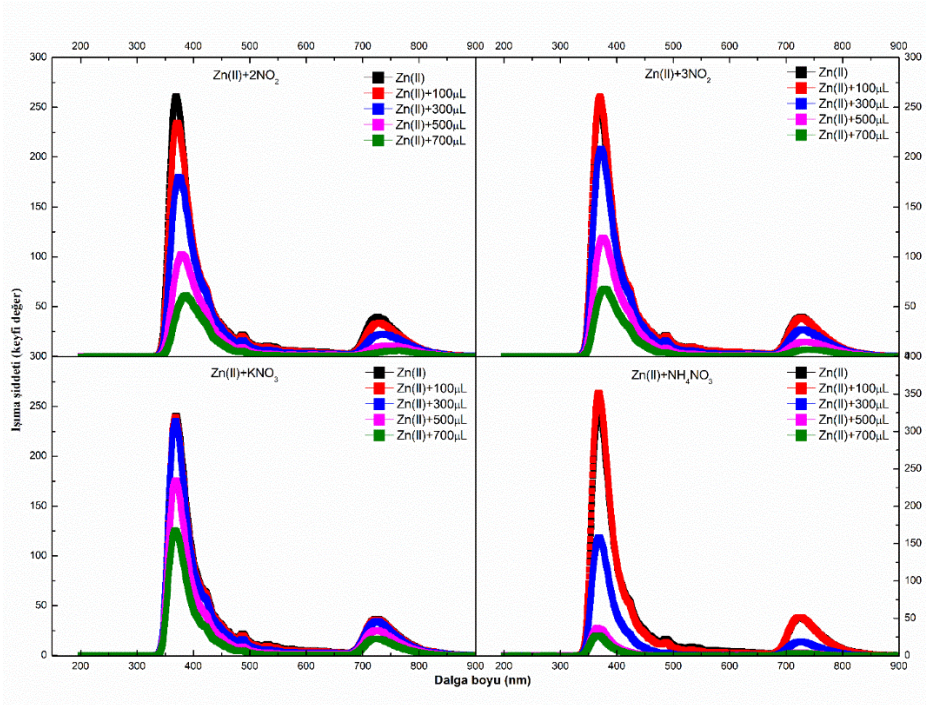 200 300 400 500 600 700 800 900 200 300 400 500 600 700 800 900
Zn(II)+2NO2
Zn(II)
Zn(II)+100μL
Zn(II)+300μL
Zn(II)+500μL
Zn(II)+700μL
Zn(II)+3NO2
Zn(II)
Zn(II)+100μL
Zn(II)+300μL
Zn(II)+500μL
Zn(II)+700μL
300
250
200
150
100
50
300
250
200
150
100
50
Işıma şiddeti (keyfi değer)
Zn(II)+KNO3
Zn(II)
Zn(II)+100μL
Zn(II)+300μL
Zn(II)+500μL
Zn(II)+700μL
Zn(II)+NH4NO3
Zn(II)
Zn(II)+100μL
Zn(II)+300μL
Zn(II)+500μL
Zn(II)+700μL
300
250
200
150
100
50
0
350
300
250
200
150
100
50
0
200 300 400 500 600 700 800 900 200 300 400 500 600 700 800 900
Dalga boyu (nm)